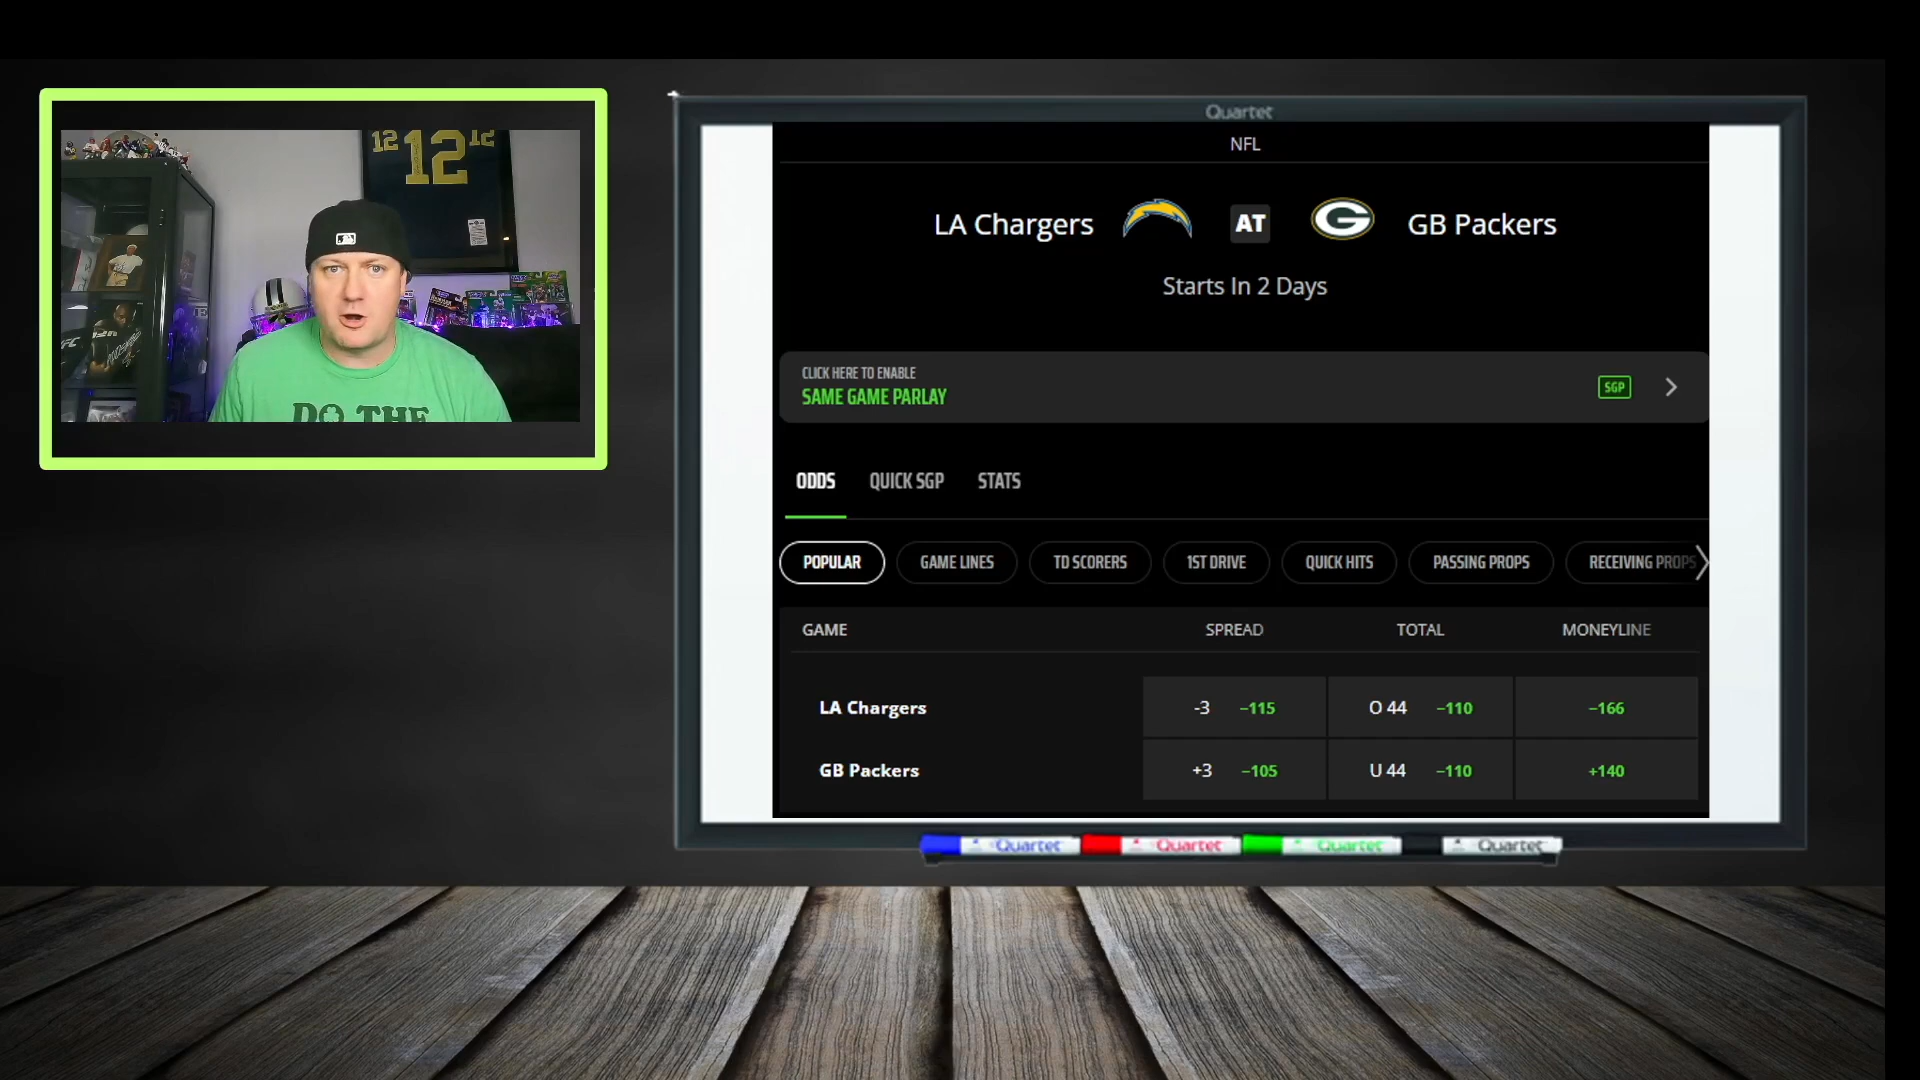 12 12 12
DO THE
Quartet
NFL
LA Chargers AT GB Packers
Starts In 2 Days
CLICK HERE TO ENABLE
SAME GAME PARLAY
SGP
ODDS QUICK SGP STATS
POPULAR GAME LINES TD SCORERS 1ST DRIVE QUICK HITS PASSING PROPS RECEIVING PROPS
GAME SPREAD TOTAL MONEYLINE
LA Chargers -3 −115 O 44 −110 −166
GB Packers +3 −105 U 44 −110 +140
Quartet Quartet Quartet Quartet